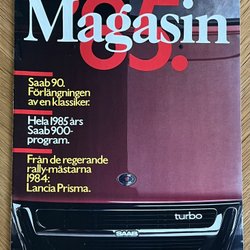 Magasin
85.
Saab 90.
Förlängningen
av en klassiker.
Hela 1985 års
Saab 900-
program.
Från de regerande
rally-mästarna
1984:
Lancia Prisma.
turbo
SAAB